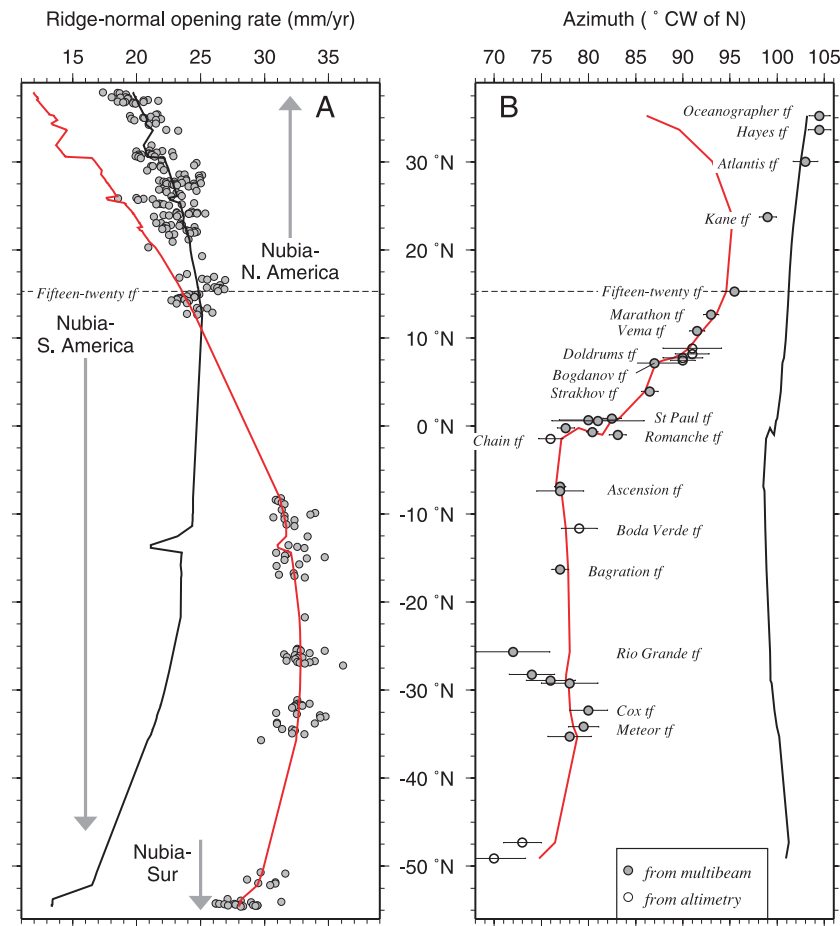 Ridge-normal opening rate (mm/yr)
15 20 25 30 35
A
Nubia-
N. America
Fifteen-twenty tf
Nubia-
S. America
Nubia-
Sur
30 °N
20 °N
10 °N
0 °N
-10 °N
-20 °N
-30 °N
-40 °N
-50 °N
Azimuth ( ° CW of N)
70 75 80 85 90 95 100 105
B
Oceanographer tf
Hayes tf
Atlantis tf
Kane tf
Fifteen-twenty tf
Marathon tf
Vema tf
Doldrums tf
Bogdanov tf
Strakhov tf
St Paul tf
Romanche tf
Chain tf
Ascension tf
Boda Verde tf
Bagration tf
Rio Grande tf
Cox tf
Meteor tf
from multibeam
from altimetry